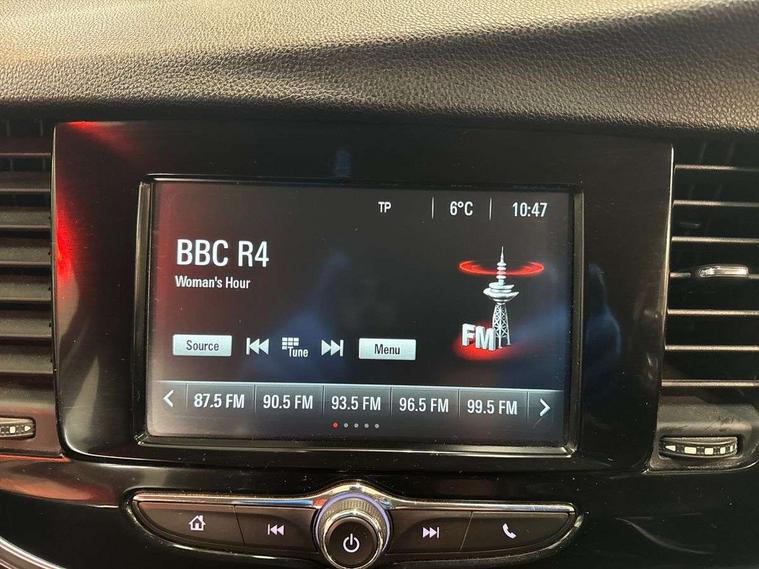 TP 6°C 10:47
BBC R4
Woman's Hour
FM
Source Tune Menu
87.5 FM 90.5 FM 93.5 FM 96.5 FM 99.5 FM